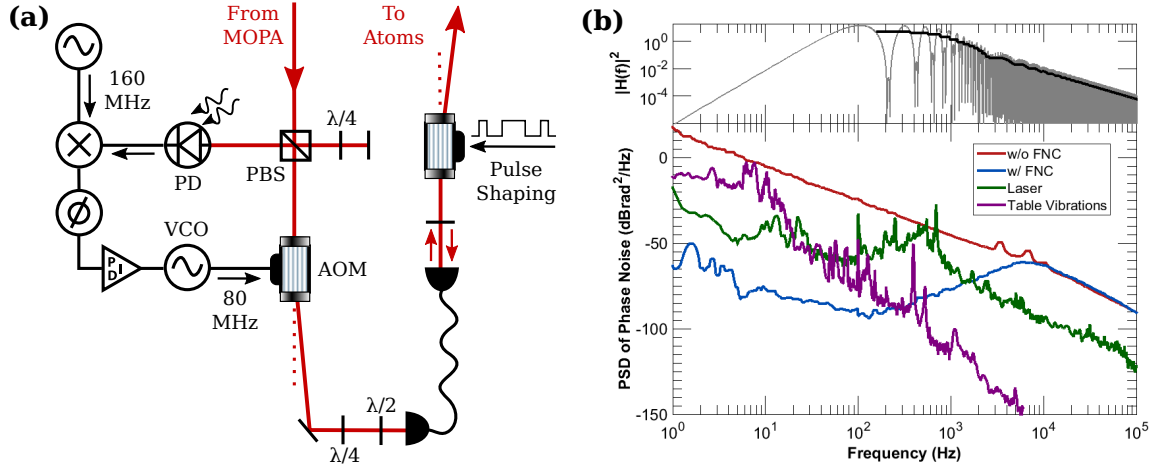 (a)
From
MOPA
To
Atoms
160
MHz
λ/4
PD
PBS
Pulse
Shaping
VCO
AOM
P
I
D
80
MHz
λ/2
λ/4
(b)
|H(f)|²
10⁰
10⁻²
10⁻⁴
PSD of Phase Noise (dBrad²/Hz)
0
-50
-100
-150
w/o FNC
w/ FNC
Laser
Table Vibrations
10⁰ 10¹ 10² 10³ 10⁴ 10⁵
Frequency (Hz)